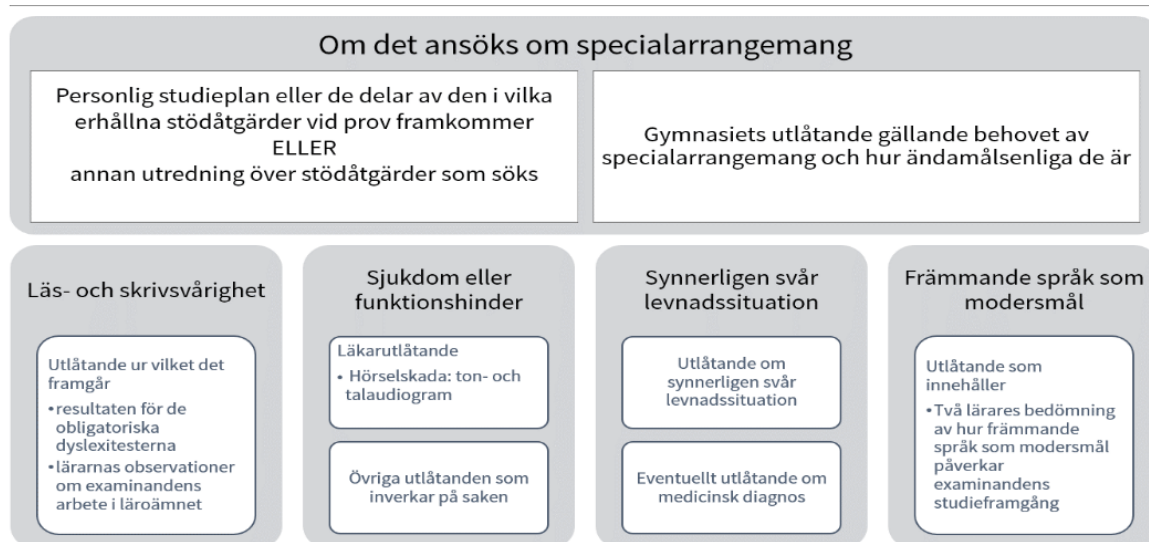 Om det ansöks om specialarrangemang
Personlig studieplan eller de delar av den i vilka
erhållna stödåtgärder vid prov framkommer
ELLER
annan utredning över stödåtgärder som söks
Gymnasiets utlåtande gällande behovet av
specialarrangemang och hur ändamålsenliga de är
Läs- och skrivsvårighet
Utlåtande ur vilket det
framgår
• resultaten för de
obligatoriska
dyslexitesterna
• lärarnas observationer
om examinandens
arbete i läroämnet
Sjukdom eller
funktionshinder
Läkarutlåtande
• Hörselskada: ton- och
talaudiogram
Övriga utlåtanden som
inverkar på saken
Synnerligen svår
levnadssituation
Utlåtande om
synnerligen svår
levnadssituation
Eventuellt utlåtande om
medicinsk diagnos
Främmande språk som
modersmål
Utlåtande som
innehåller
• Två lärares bedömning
av hur främmande
språk som modersmål
påverkar
examinandens
studieframgång